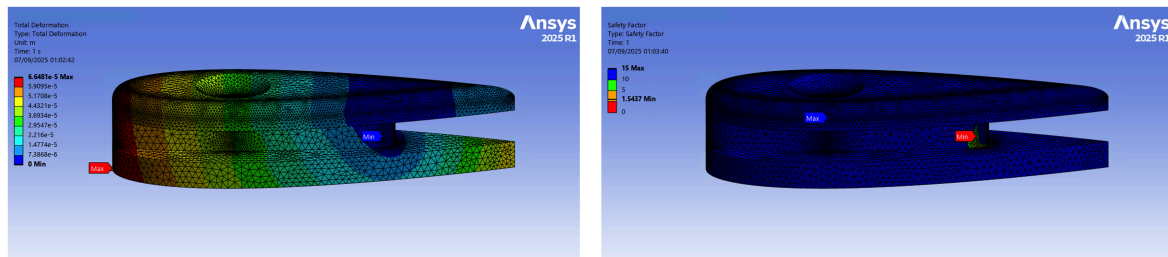 Total Deformation
Type: Total Deformation
Unit: m
Time: 1 s
07/09/2025 01:02:42
6.6481e-5 Max
5.9095e-5
5.1708e-5
4.4321e-5
3.6934e-5
2.9547e-5
2.216e-5
1.4774e-5
7.3868e-6
0 Min
Ansys
2025 R1
Min
Max
Safety Factor
Type: Safety Factor
Time: 1
07/09/2025 01:03:40
15 Max
10
5
1.5437 Min
0
Ansys
2025 R1
Max
Min